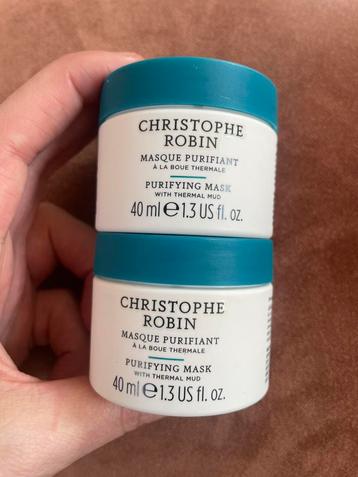 CHRISTOPHE
ROBIN
MASQUE PURIFIANT
À LA BOUE THERMALE
PURIFYING MASK
WITH THERMAL MUD
40 ml ℮ 1.3 US fl. oz.
CHRISTOPHE
ROBIN
MASQUE PURIFIANT
À LA BOUE THERMALE
PURIFYING MASK
WITH THERMAL MUD
40 ml ℮ 1.3 US fl. oz.